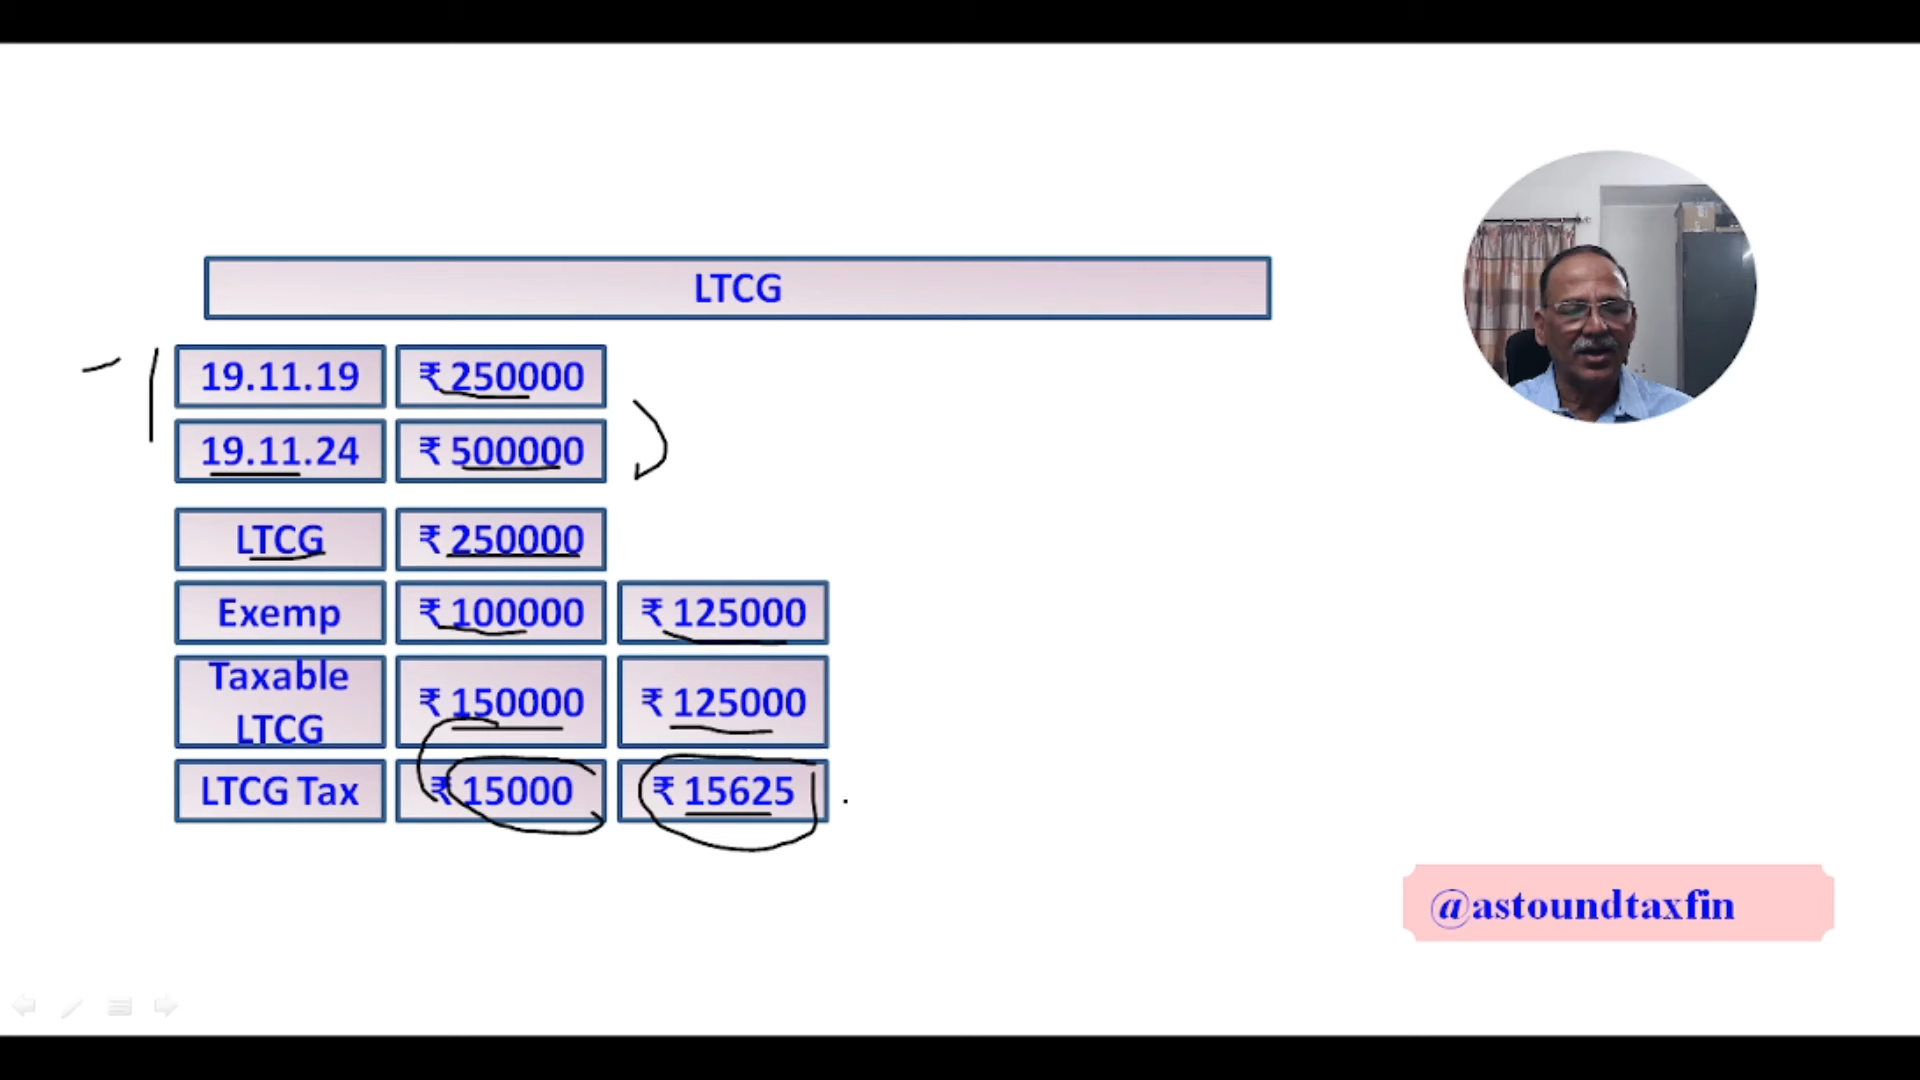 LTCG
19.11.19 ₹ 250000
19.11.24 ₹ 500000
LTCG ₹ 250000
Exemp ₹ 100000 ₹ 125000
Taxable
LTCG ₹ 150000 ₹ 125000
LTCG Tax ₹ 15000 ₹ 15625
@astoundtaxfin